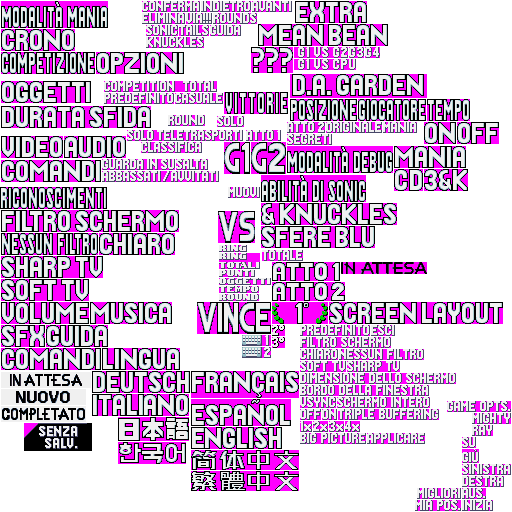 MODALITÀ MANIA
CONFERMA INDIETRO AVANTI
ELIMINA VIA!!! ROUNDS
SONIC TAILS GUIDA
KNUCKLES
EXTRA
CRONO
MEAN BEAN
COMPETIZIONE OPZIONI
???
G1 VS G2 G3 G4
G1 VS CPU
OGGETTI
COMPETITION TOTAL
PREDEFINITO CASUALE
VITTORIE
D.A. GARDEN
DURATA SFIDA
ROUND SOLO
POSIZIONE GIOCATORE TEMPO
SOLO TELETRASPORTI ATTO 1
ATTO 2 ORIGINALE MANIA
SEGRETI
ON OFF
VIDEO AUDIO
CLASSIFICA
G1 G2
MODALITÀ DEBUG
MANIA
COMANDI
GUARDA IN SU SALTA
ABBASSATI / AVVITATI
CD 3&K
RICONOSCIMENTI
MUOVI
ABILITÀ DI SONIC
FILTRO SCHERMO
VS
& KNUCKLES
NESSUN FILTRO CHIARO
SFERE BLU
SHARP TV
RING
RING
TOTALI
PUNTI
OGGETTI
TEMPO
ROUND
TOTALE
ATTO 1
IN ATTESA
SOFT TV
ATTO 2
VOLUME MUSICA
VINCE
1°
SCREEN LAYOUT
SFX GUIDA
2°
3°
1
2
PREDEFINITO ESCI
FILTRO SCHERMO
CHIARO NESSUN FILTRO
SOFT TV SHARP TV
COMANDI LINGUA
DIMENSIONE DELLO SCHERMO
BORDO DELLA FINESTRA
VSYNC SCHERMO INTERO
OFF ON TRIPLE BUFFERING
1x 2x 3x 4x
BIG PICTURE APPLICARE
IN ATTESA
NUOVO
COMPLETATO
DEUTSCH FRANÇAIS
ITALIANO
ESPAÑOL
GAME OPTS.
MIGHTY
RAY
SENZA
SALV.
日本語
ENGLISH
SU
GIÙ
SINISTRA
DESTRA
한국어
简体中文
繁體中文
MIGLIORI AUS.
MIA POS. INIZIA